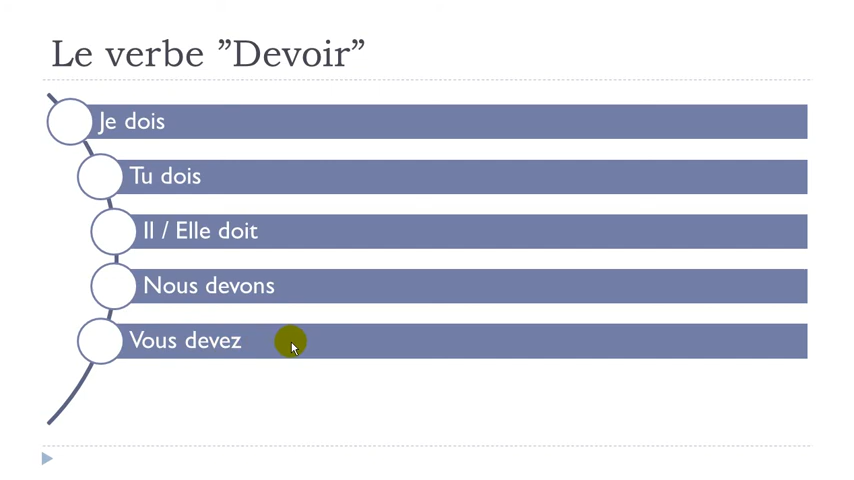 Le verbe ”Devoir”
Je dois
Tu dois
Il / Elle doit
Nous devons
Vous devez